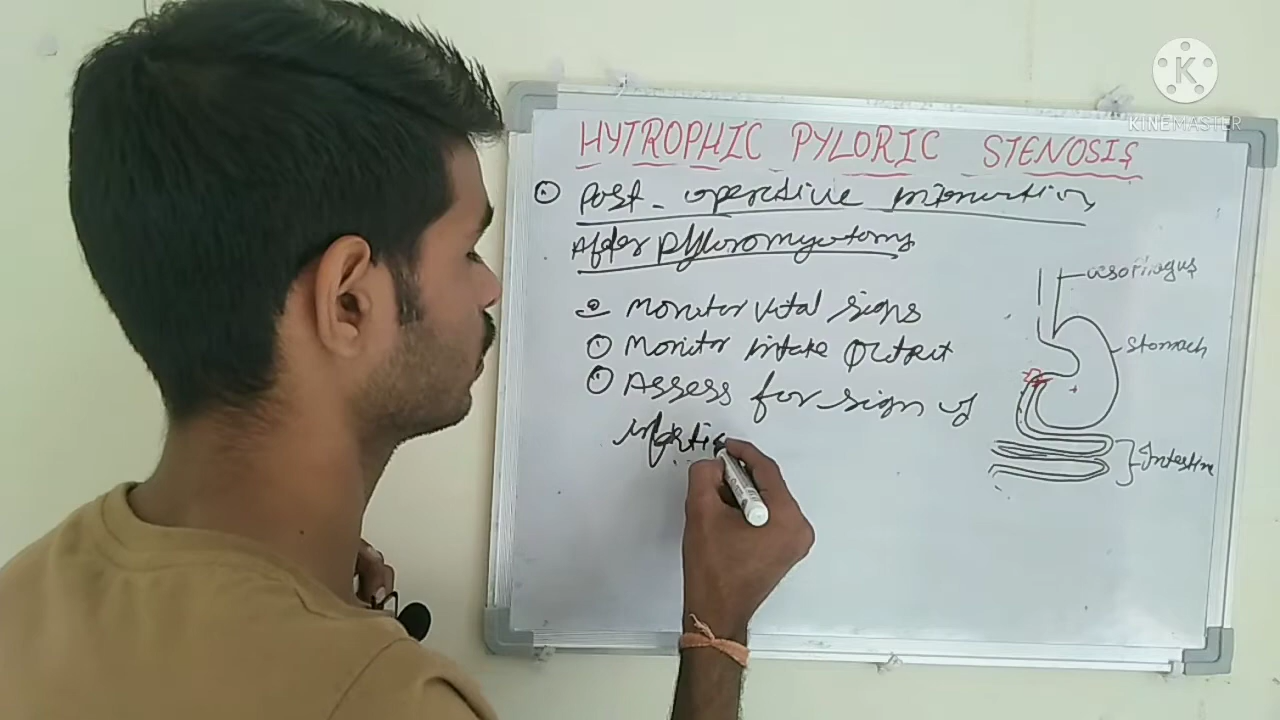 K
KINEMASTER
HYTROPHIC PYLORIC STENOSIS
Post-operative intervention
After pyloromyotomy
Monitor vital signs
Monitor intake output
Assess for sign of
infectio
oesophagus
Stomach
Intestine